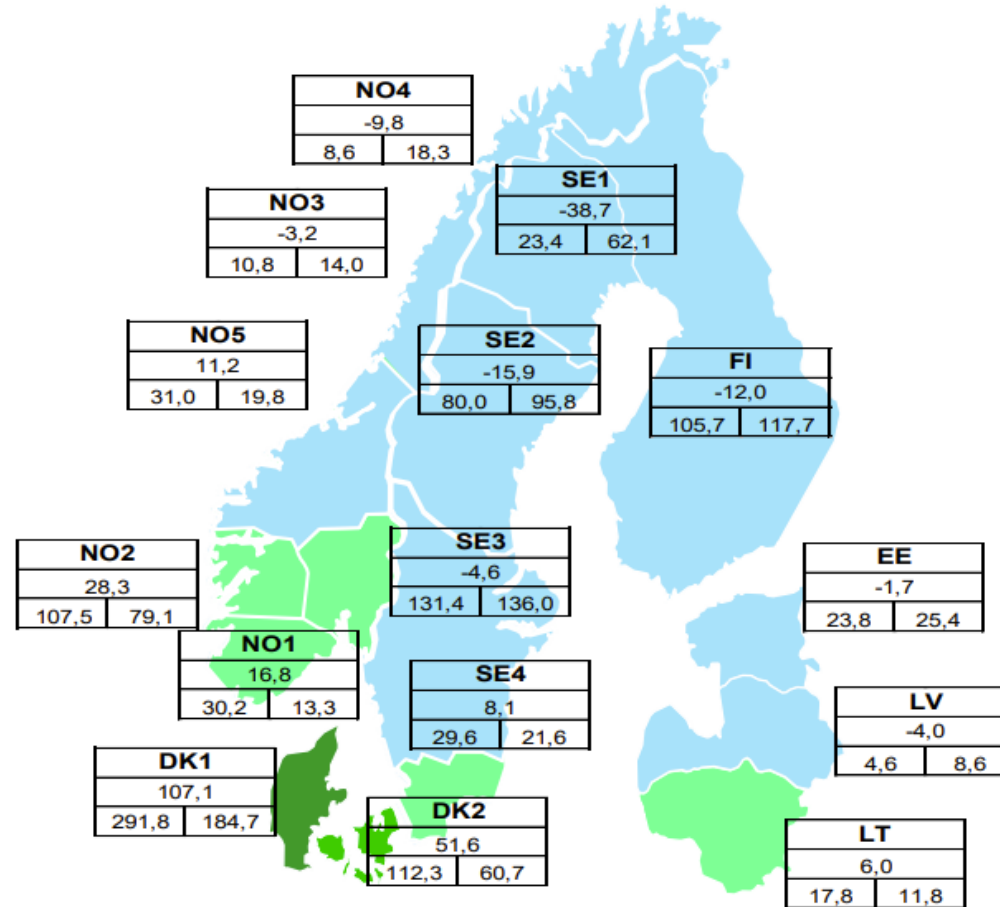 NO4
-9,8
8,6 18,3
SE1
-38,7
23,4 62,1
NO3
-3,2
10,8 14,0
NO5
11,2
31,0 19,8
SE2
-15,9
80,0 95,8
FI
-12,0
105,7 117,7
NO2
28,3
107,5 79,1
SE3
-4,6
131,4 136,0
EE
-1,7
23,8 25,4
NO1
16,8
30,2 13,3
SE4
8,1
29,6 21,6
LV
-4,0
4,6 8,6
DK1
107,1
291,8 184,7
DK2
51,6
112,3 60,7
LT
6,0
17,8 11,8